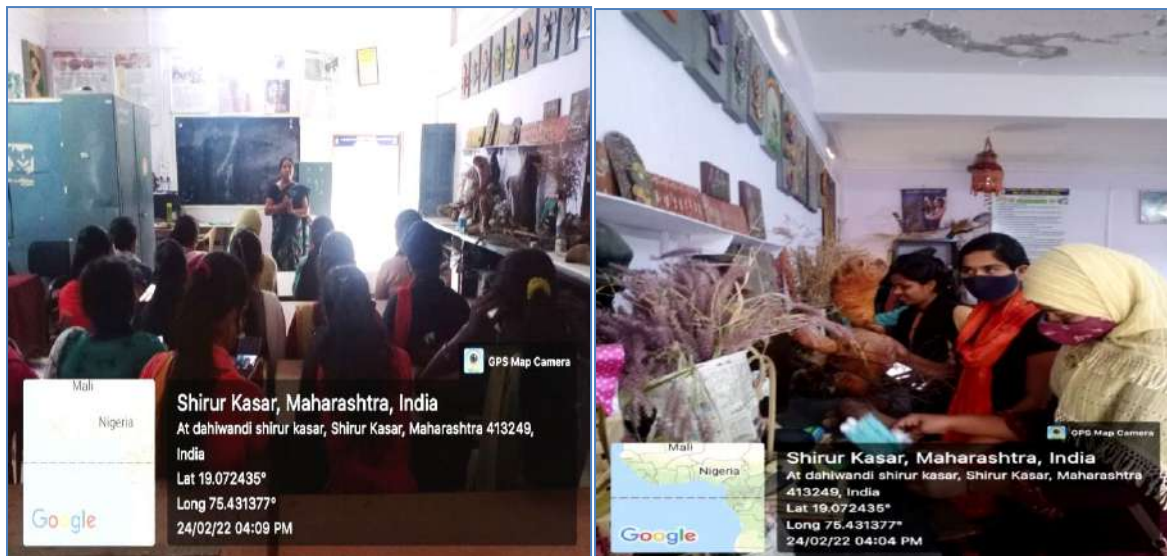 GPS Map Camera
Mali
Nigeria
Google
Shirur Kasar, Maharashtra, India
At dahiwandi shirur kasar, Shirur Kasar, Maharashtra 413249,
India
Lat 19.072435°
Long 75.431377°
24/02/22 04:09 PM
GPS Map Camera
Mali
Nigeria
Google
Shirur Kasar, Maharashtra, India
At dahiwandi shirur kasar, Shirur Kasar, Maharashtra
413249, India
Lat 19.072435°
Long 75.431377°
24/02/22 04:04 PM